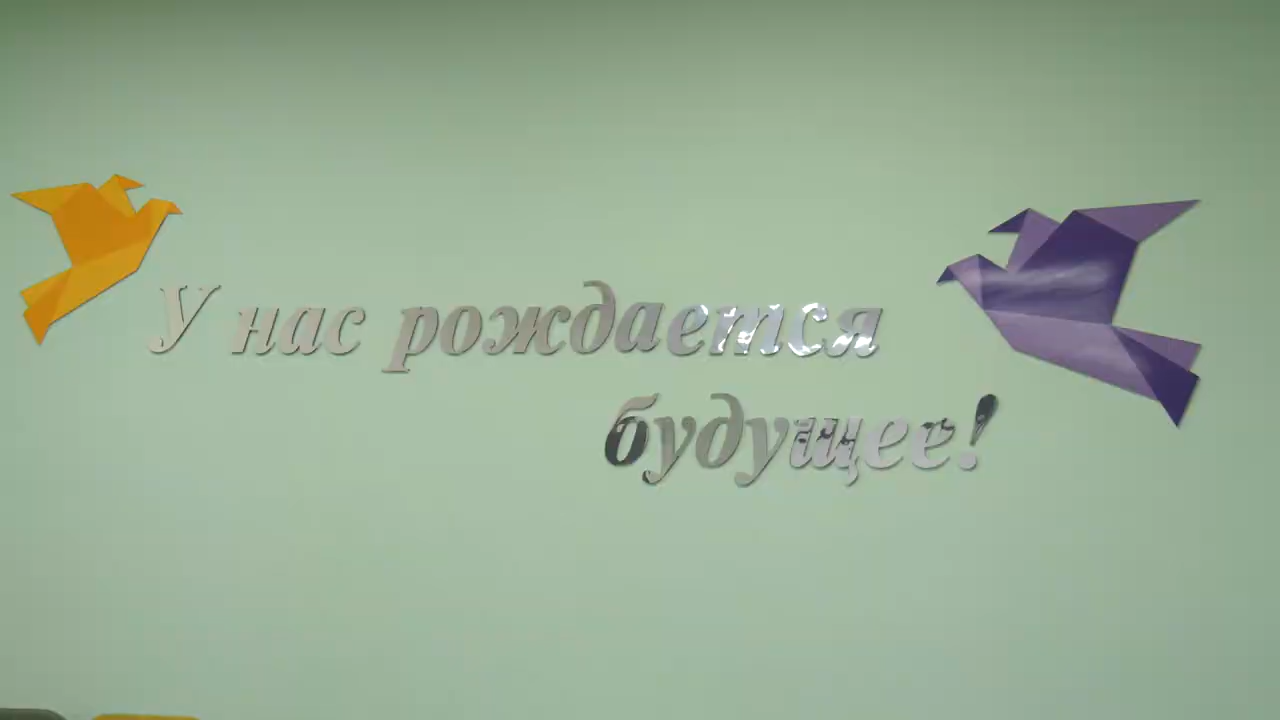 У нас рождается
будущее!